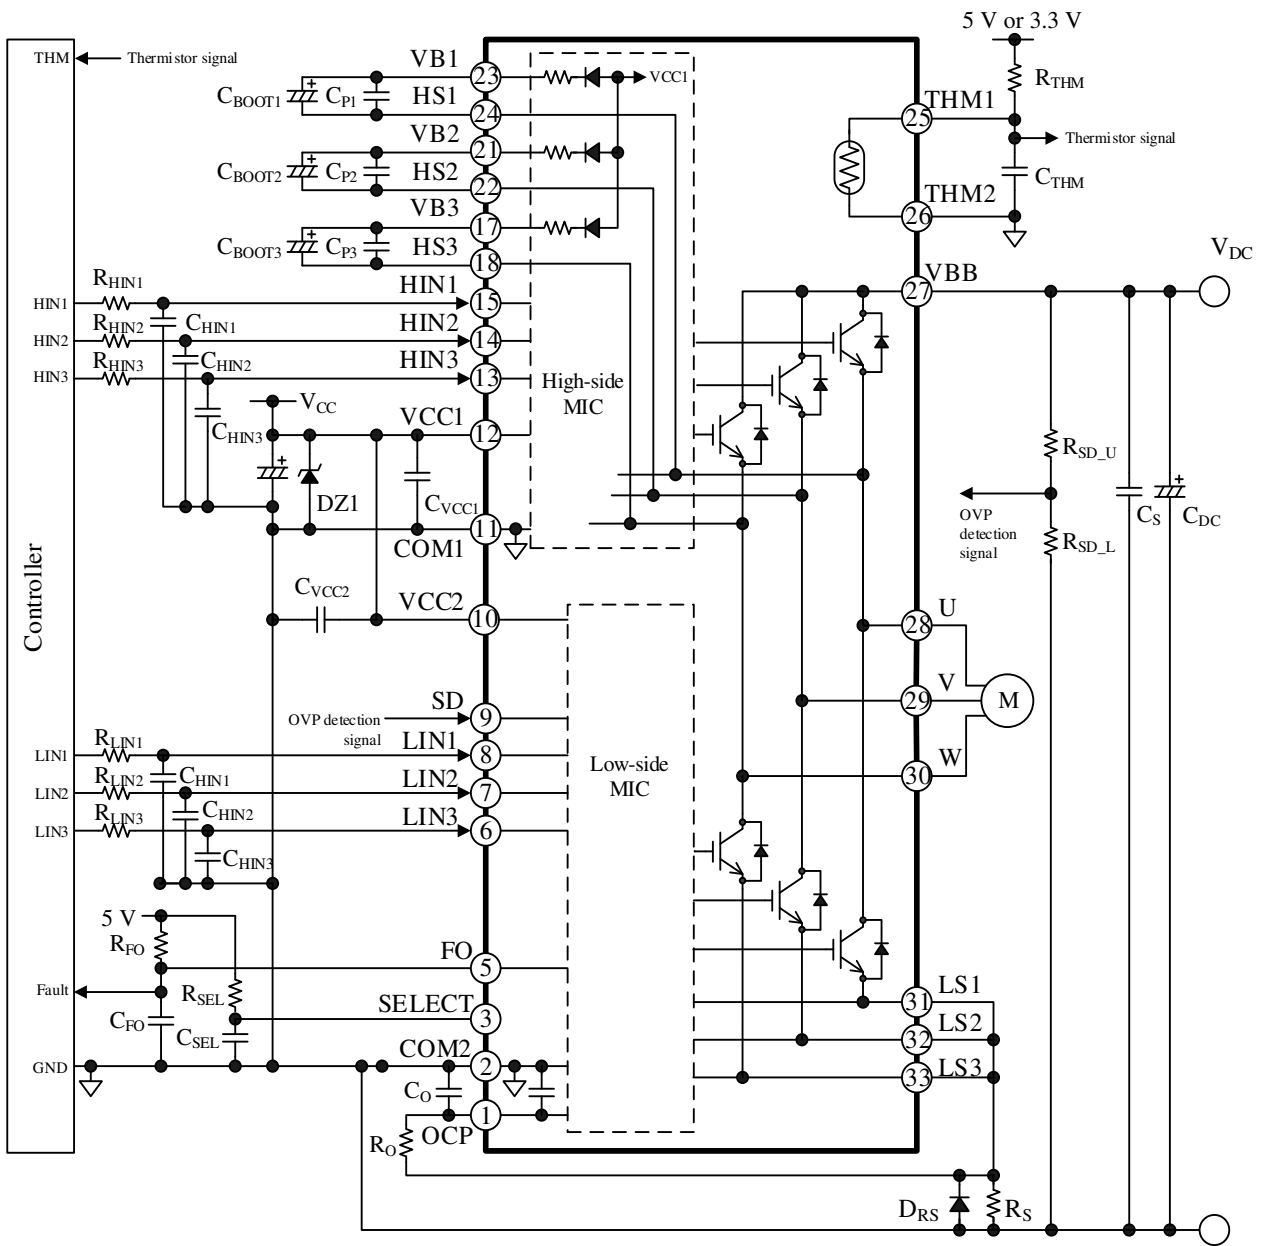 5 V or 3.3 V
THM
Thermistor signal
VB1
23
VCC1
RTHM
CBOOT1
CP1
HS1
24
THM1
25
VB2
21
Thermistor signal
CBOOT2
CP2
HS2
22
CTHM
THM2
26
VB3
17
CBOOT3
CP3
HS3
18
VDC
RHIN1
HIN1
HIN1
15
VBB
27
RHIN2
CHIN1
HIN2
HIN2
14
RHIN3
CHIN2
HIN3
HIN3
13
High-side
MIC
VCC
CHIN3
VCC1
12
RSD_U
DZ1
CVCC1
OVP
detection
signal
CS
CDC
COM1
11
RSD_L
Controller
CVCC2
VCC2
10
U
28
V
29
M
W
30
SD
9
OVP detection
signal
RLIN1
LIN1
LIN1
8
Low-side
MIC
RLIN2
CHIN1
LIN2
LIN2
7
RLIN3
CHIN2
LIN3
LIN3
6
CHIN3
5 V
RFO
FO
5
Fault
RSEL
SELECT
3
LS1
31
CFO
CSEL
LS2
32
GND
COM2
2
LS3
33
CO
OCP
1
RO
DRS
RS